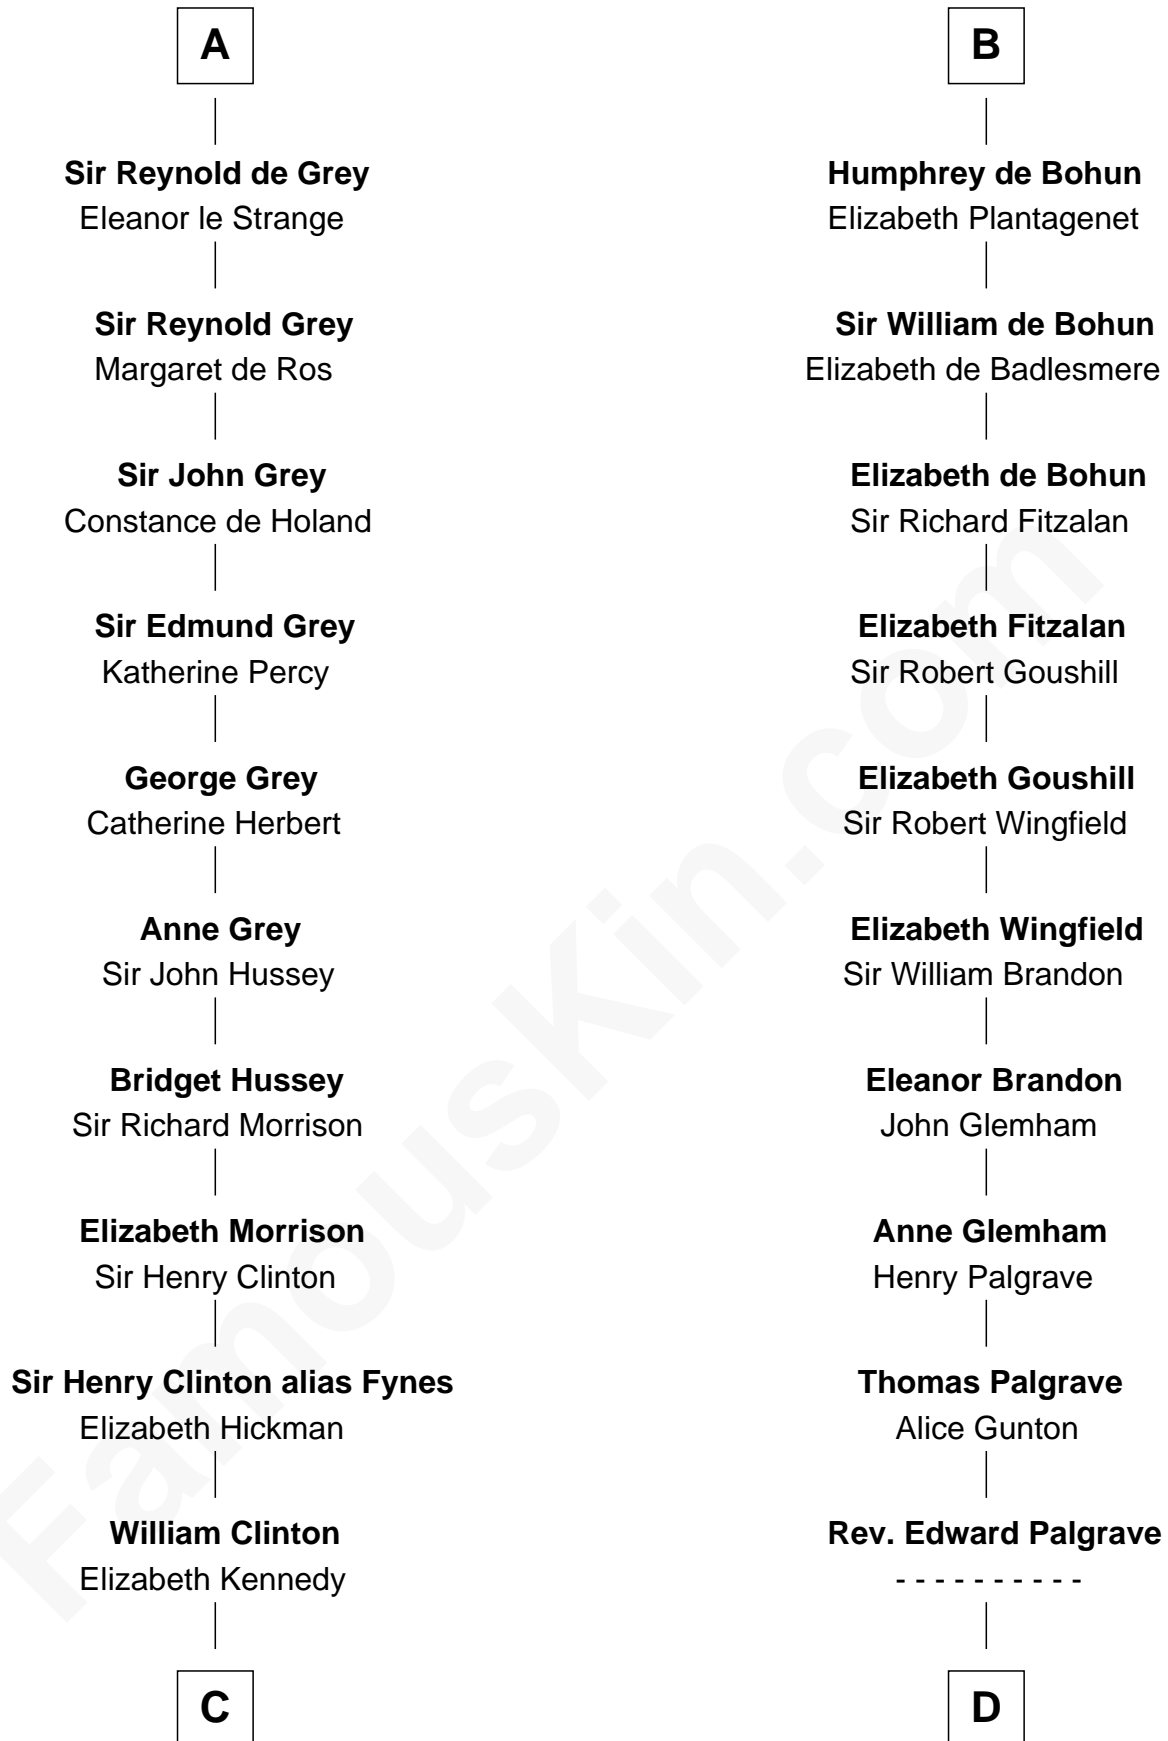 A
Sir Reynold de Grey
Eleanor le Strange
Sir Reynold Grey
Margaret de Ros
Sir John Grey
Constance de Holand
Sir Edmund Grey
Katherine Percy
George Grey
Catherine Herbert
Anne Grey
Sir John Hussey
Bridget Hussey
Sir Richard Morrison
Elizabeth Morrison
Sir Henry Clinton
Sir Henry Clinton alias Fynes
Elizabeth Hickman
William Clinton
Elizabeth Kennedy
C
B
Humphrey de Bohun
Elizabeth Plantagenet
Sir William de Bohun
Elizabeth de Badlesmere
Elizabeth de Bohun
Sir Richard Fitzalan
Elizabeth Fitzalan
Sir Robert Goushill
Elizabeth Goushill
Sir Robert Wingfield
Elizabeth Wingfield
Sir William Brandon
Eleanor Brandon
John Glemham
Anne Glemham
Henry Palgrave
Thomas Palgrave
Alice Gunton
Rev. Edward Palgrave
- - - - - - - - - -
D
FamousKin.com